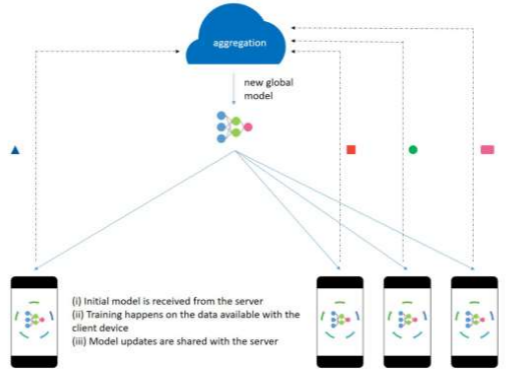 aggregation
new global
model
(i) Initial model is received from the server
(ii) Training happens on the data available with the
client device
(iii) Model updates are shared with the server